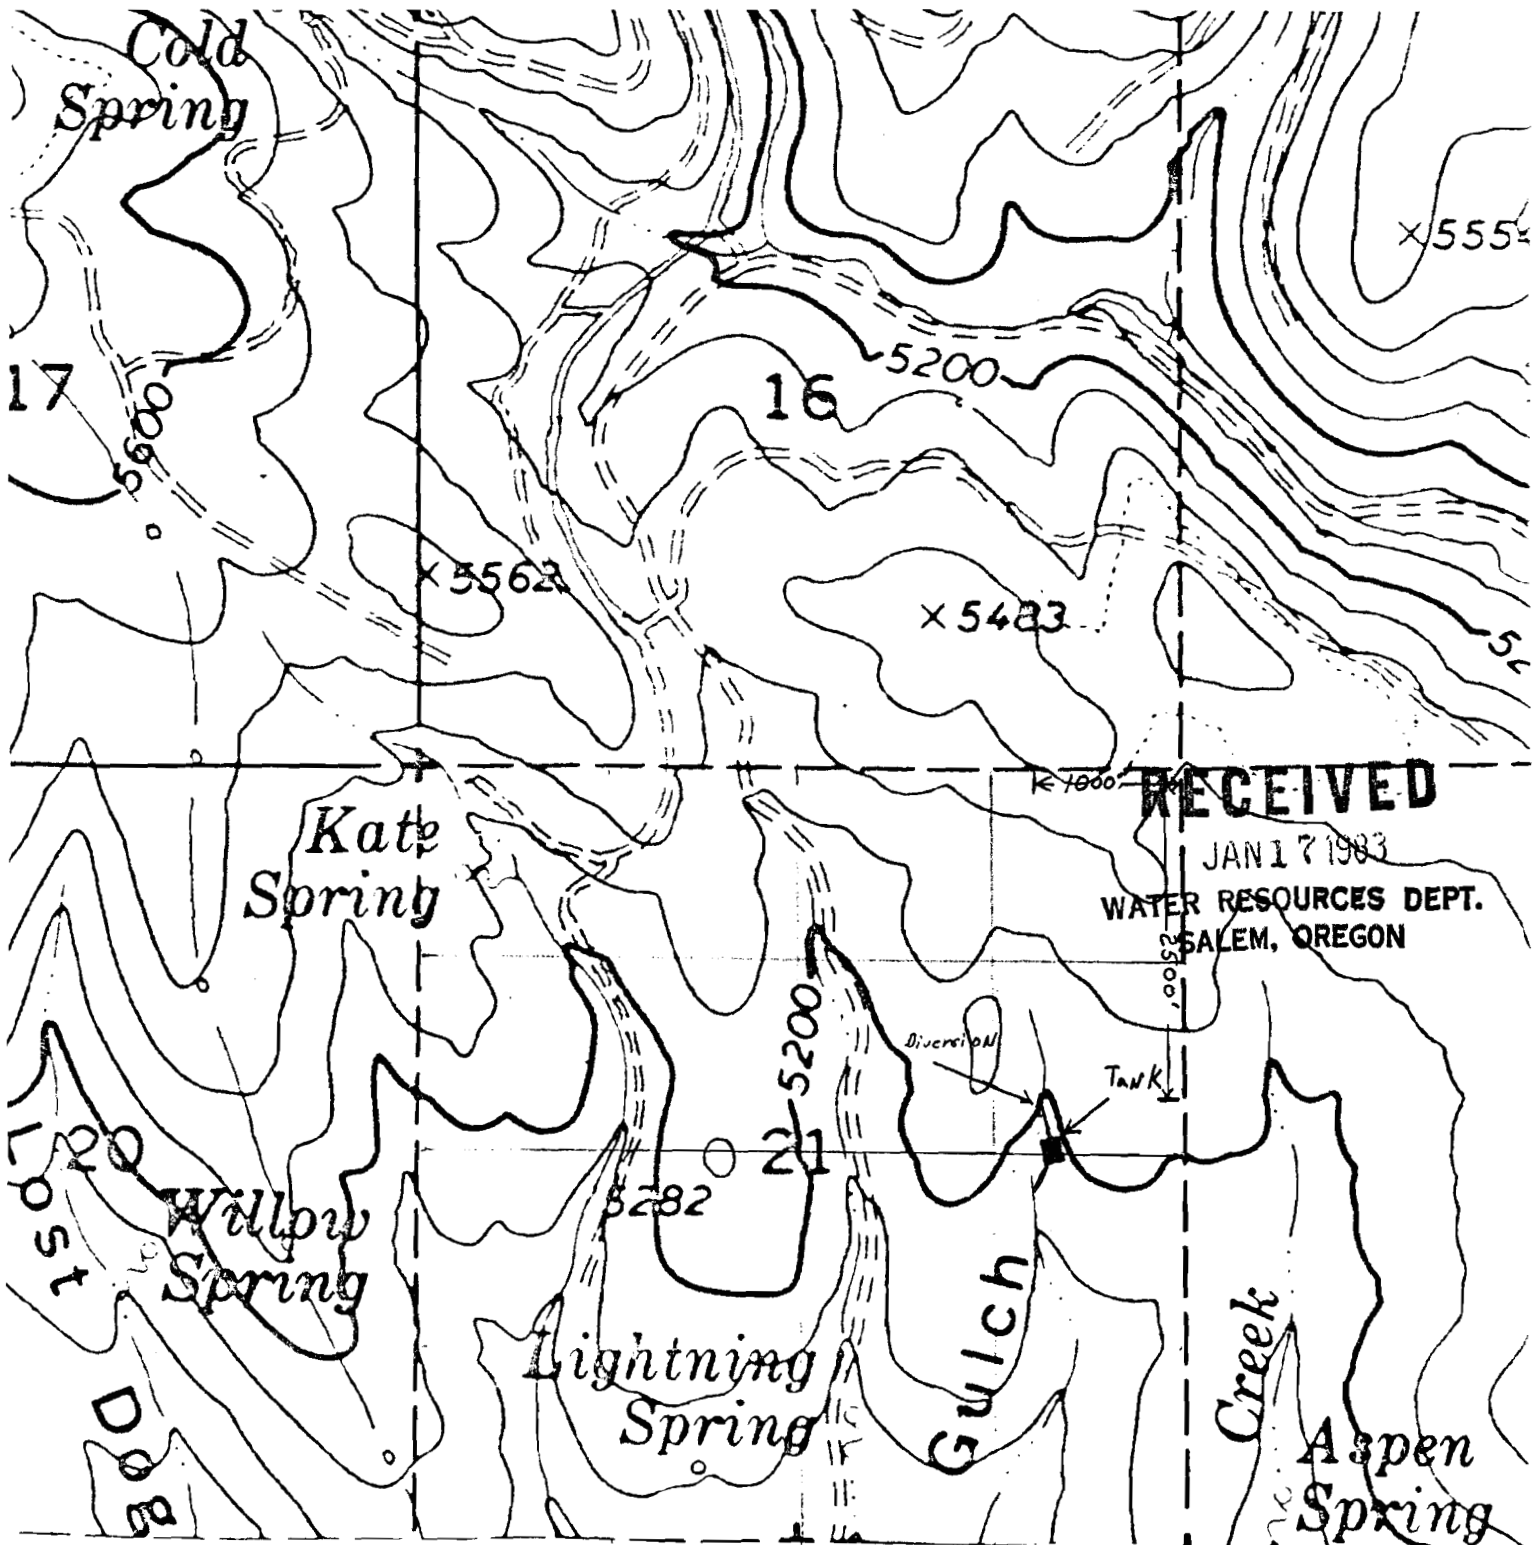 Cold
Spring
×555
5200
17
16
5600
×5562
×5483
1000'
RECEIVED
JAN 17 1983
Kate
Spring
WATER RESOURCES DEPT.
SALEM, OREGON
2500'
5200
Diversion
Tank
20
21
5282
Willow
Spring
Lost
Dog
Lightning
Spring
Gulch
Creek
Aspen
Spring